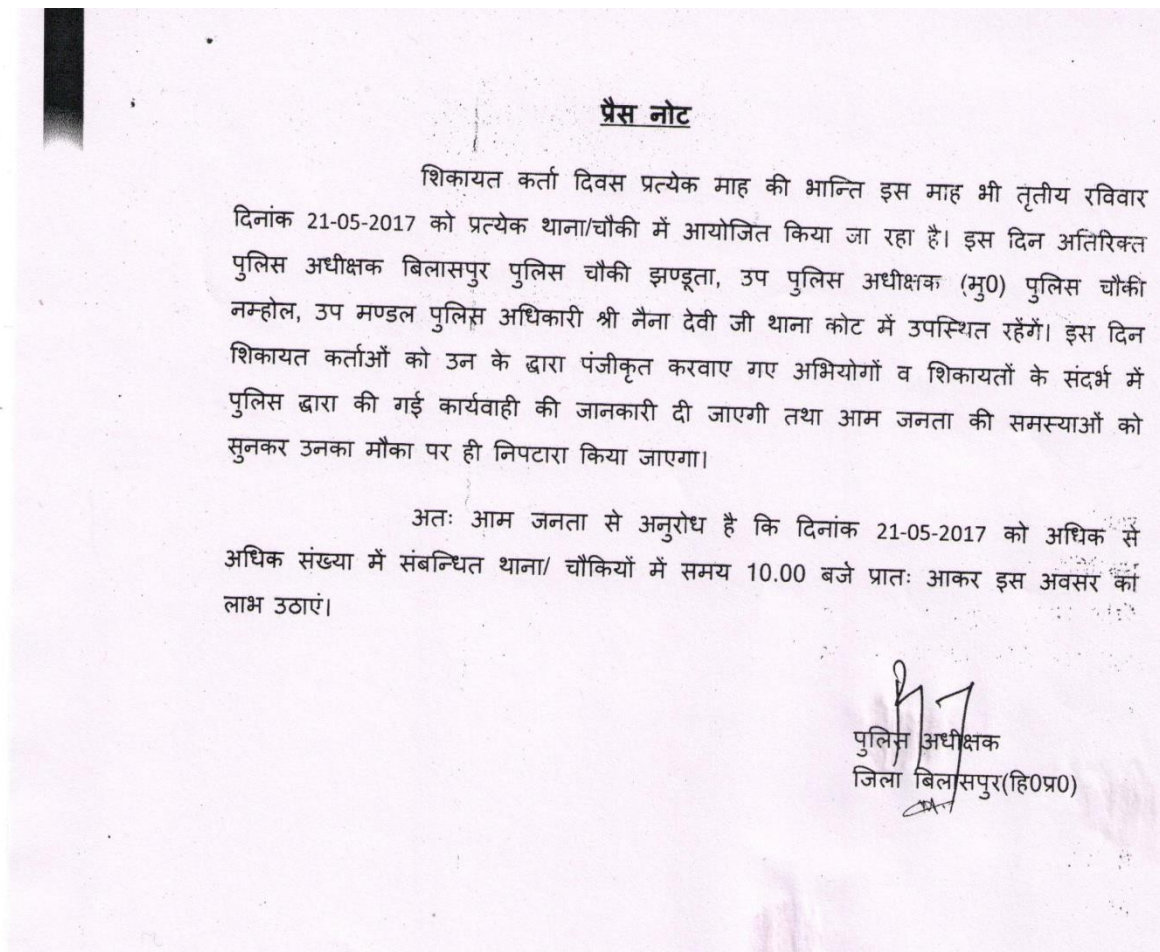 प्रैस नोट
शिकायत कर्ता दिवस प्रत्येक माह की भान्ति इस माह भी तृतीय रविवार
दिनांक 21-05-2017 को प्रत्येक थाना/चौकी में आयोजित किया जा रहा है। इस दिन अतिरिक्त
पुलिस अधीक्षक बिलासपुर पुलिस चौकी झण्डूता, उप पुलिस अधीक्षक (मु0) पुलिस चौकी
नम्होल, उप मण्डल पुलिस अधिकारी श्री नैना देवी जी थाना कोट में उपस्थित रहेंगें। इस दिन
शिकायत कर्ताओं को उन के द्वारा पंजीकृत करवाए गए अभियोगों व शिकायतों के संदर्भ में
पुलिस द्वारा की गई कार्यवाही की जानकारी दी जाएगी तथा आम जनता की समस्याओं को
सुनकर उनका मौका पर ही निपटारा किया जाएगा।
अतः आम जनता से अनुरोध है कि दिनांक 21-05-2017 को अधिक से
अधिक संख्या में संबन्धित थाना/ चौकियों में समय 10.00 बजे प्रातः आकर इस अवसर का
लाभ उठाएं।
पुलिस अधीक्षक
जिला बिलासपुर(हि0प्र0)